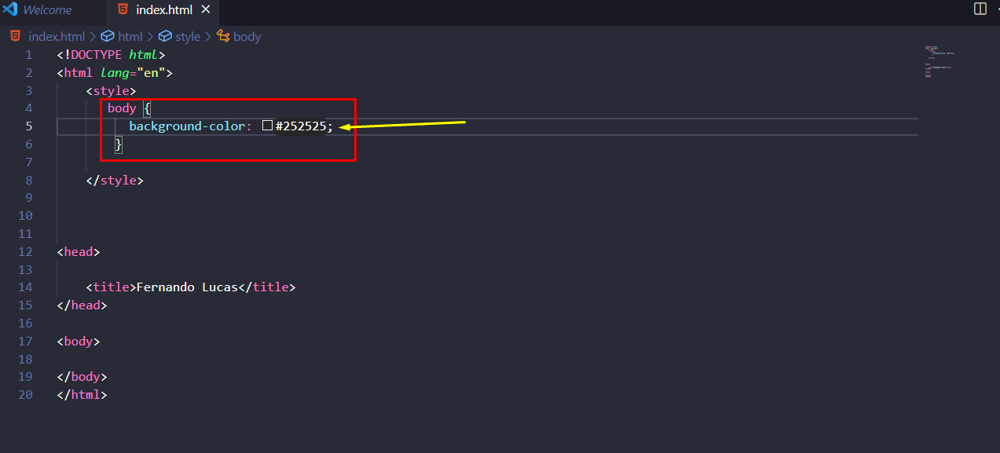 Welcome index.html
index.html > html > style > body
1 <!DOCTYPE html>
2 <html lang="en">
3 <style>
4 body {
5 background-color: #252525;
6 }
7
8 </style>
9
10
11
12 <head>
13
14 <title>Fernando Lucas</title>
15 </head>
16
17 <body>
18
19 </body>
20 </html>